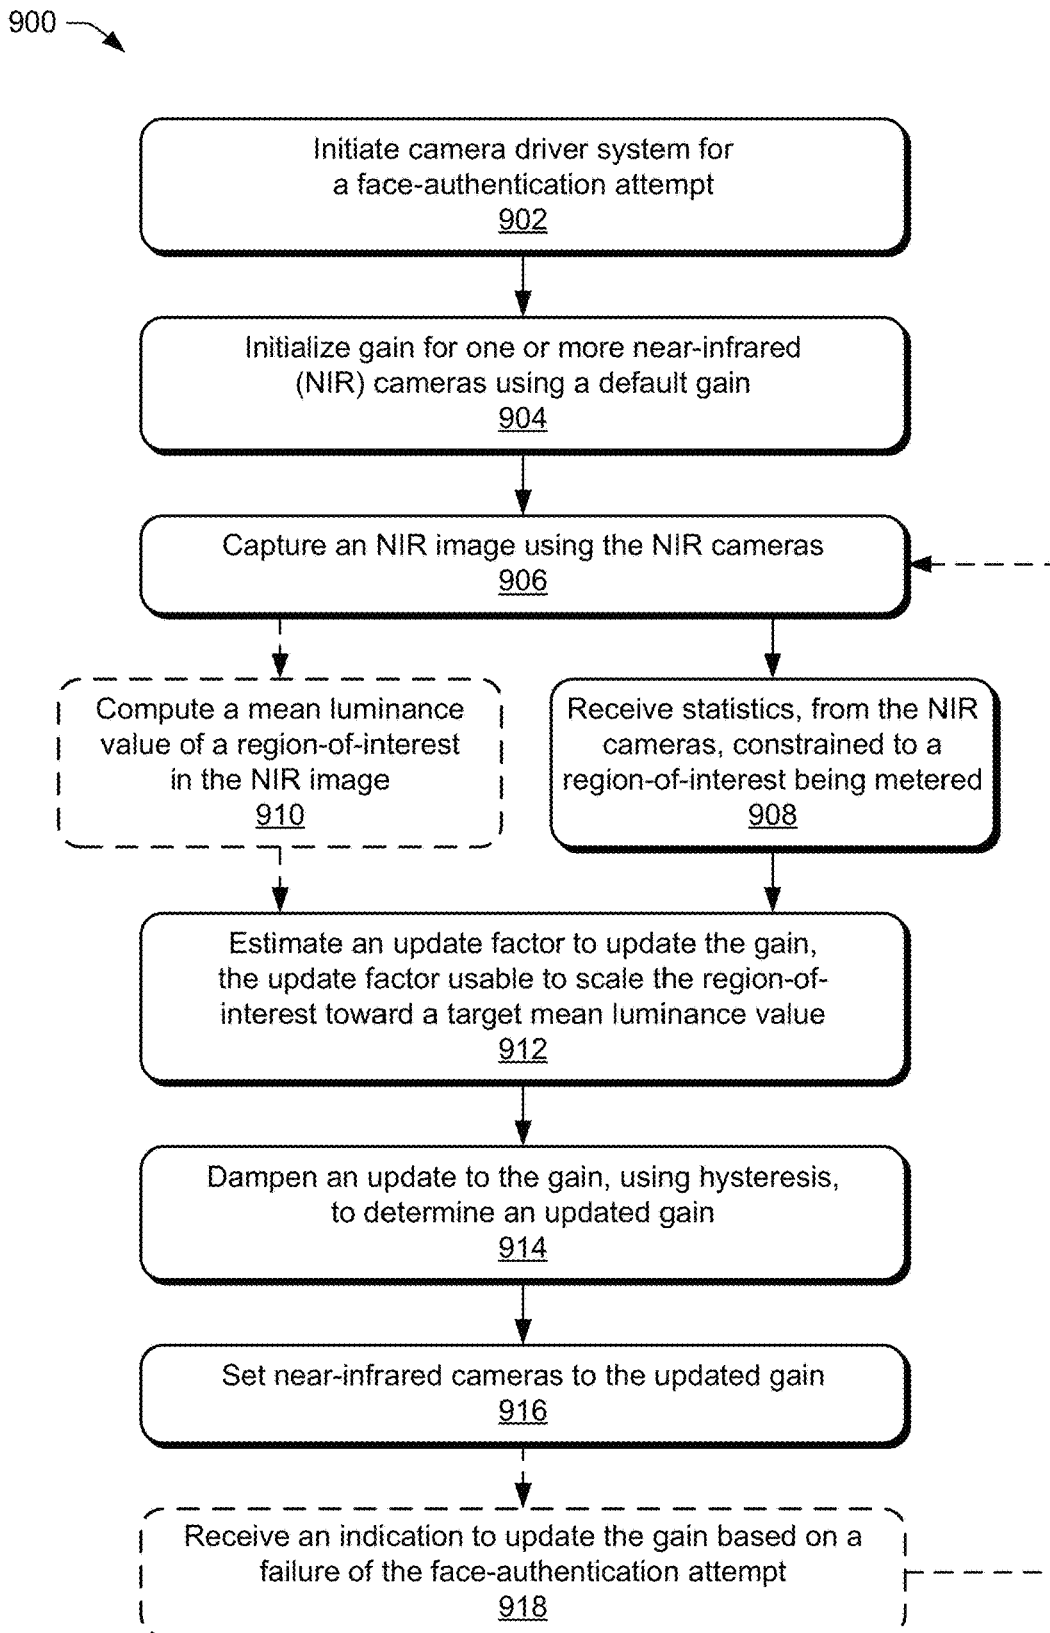 900
Initiate camera driver system for
a face-authentication attempt
902
Initialize gain for one or more near-infrared
(NIR) cameras using a default gain
904
Capture an NIR image using the NIR cameras
906
Compute a mean luminance
value of a region-of-interest
in the NIR image
910
Receive statistics, from the NIR
cameras, constrained to a
region-of-interest being metered
908
Estimate an update factor to update the gain,
the update factor usable to scale the region-of-
interest toward a target mean luminance value
912
Dampen an update to the gain, using hysteresis,
to determine an updated gain
914
Set near-infrared cameras to the updated gain
916
Receive an indication to update the gain based on a
failure of the face-authentication attempt
918